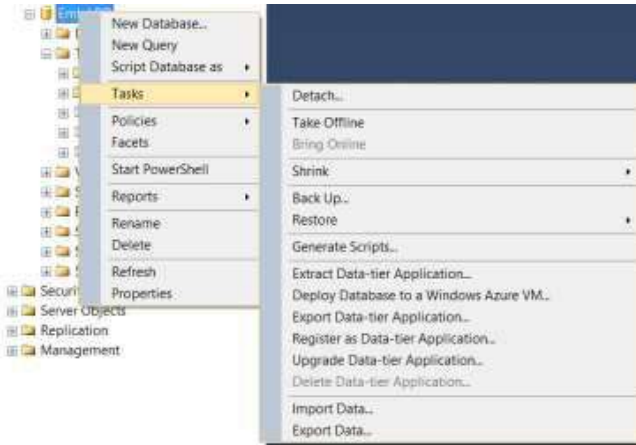 New Database...
New Query
Script Database as
Tasks
Policies
Facets
Start PowerShell
Reports
Rename
Delete
Refresh
Properties
Detach...
Take Offline
Bring Online
Shrink
Back Up...
Restore
Generate Scripts...
Extract Data-tier Application...
Deploy Database to a Windows Azure VM...
Export Data-tier Application...
Register as Data-tier Application...
Upgrade Data-tier Application...
Delete Data-tier Application...
Import Data...
Export Data...
Server Objects
Replication
Management